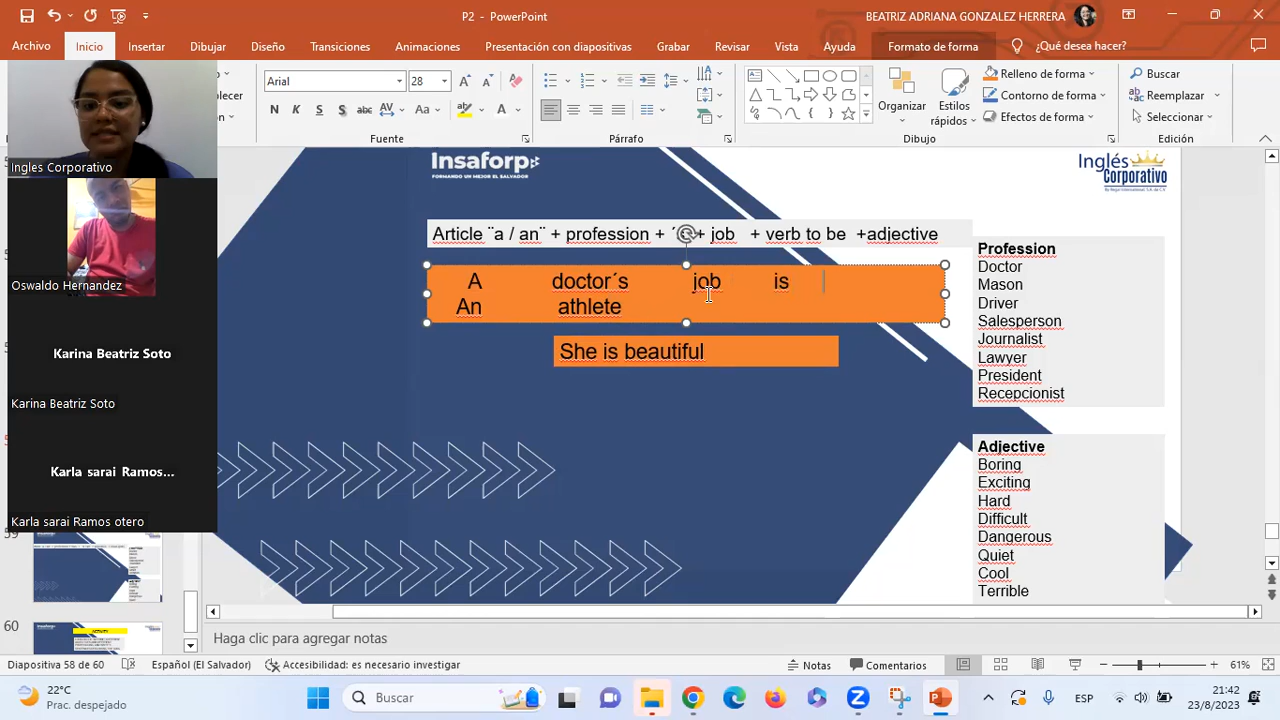 P2 - PowerPoint
BEATRIZ ADRIANA GONZALEZ HERRERA
Archivo Inicio Insertar Dibujar Diseño Transiciones Animaciones Presentación con diapositivas Grabar Revisar Vista Ayuda Formato de forma ¿Qué desea hacer?
Arial 28
Relleno de forma
Contorno de forma
Efectos de forma
Organizar
Estilos rápidos
Buscar
Reemplazar
Seleccionar
Fuente Párrafo Dibujo Edición
Ingles Corporativo
Oswaldo Hernandez
Karina Beatriz Soto
Karina Beatriz Soto
Karla sarai Ramos...
Karla sarai Ramos otero
Insaforp
FORMANDO UN MEJOR EL SALVADOR
Inglés
Corporativo
Article ¨a / an¨ + profession + ´ + job + verb to be +adjective
A doctor´s job is
An athlete
She is beautiful
Profession
Doctor
Mason
Driver
Salesperson
Journalist
Lawyer
President
Recepcionist
Adjective
Boring
Exciting
Hard
Difficult
Dangerous
Quiet
Cool
Terrible
59
60
Haga clic para agregar notas
Diapositiva 58 de 60 Español (El Salvador) Accesibilidad: es necesario investigar Notas Comentarios 61%
22°C
Prac. despejado
Buscar
ESP
21:42
23/8/2023